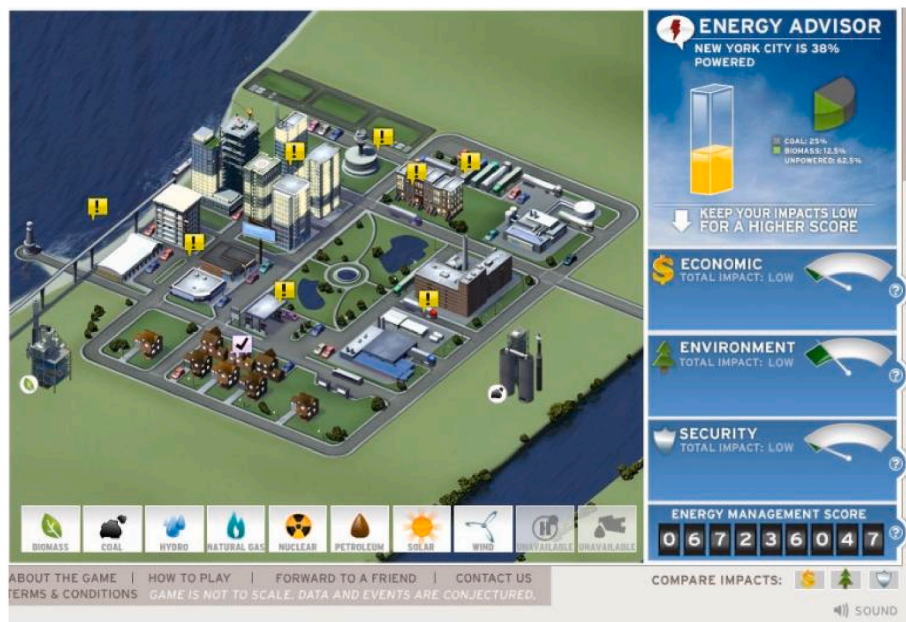 ENERGY ADVISOR
NEW YORK CITY IS 38%
POWERED
COAL: 25%
BIOMASS: 12.5%
UNPOWERED: 62.5%
KEEP YOUR IMPACTS LOW
FOR A HIGHER SCORE
ECONOMIC
TOTAL IMPACT: LOW
?
ENVIRONMENT
TOTAL IMPACT: LOW
?
SECURITY
TOTAL IMPACT: LOW
?
ENERGY MANAGEMENT SCORE
067236047
?
BIOMASS
COAL
HYDRO
NATURAL GAS
NUCLEAR
PETROLEUM
SOLAR
WIND
UNAVAILABLE
UNAVAILABLE
ABOUT THE GAME | HOW TO PLAY | FORWARD TO A FRIEND | CONTACT US
TERMS & CONDITIONS GAME IS NOT TO SCALE. DATA AND EVENTS ARE CONJECTURED.
COMPARE IMPACTS:
SOUND